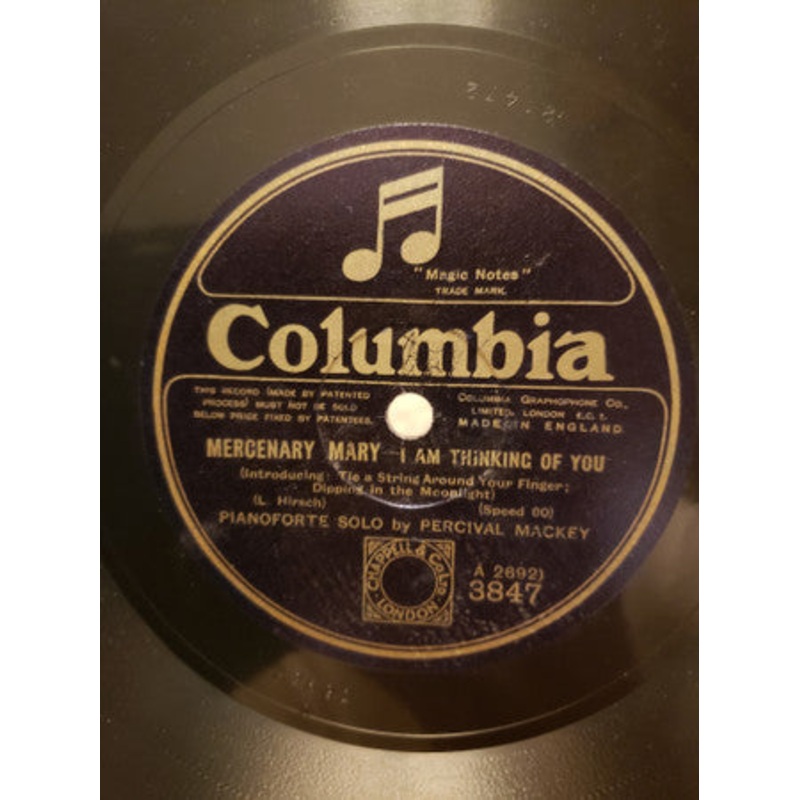 "Magic Notes"
TRADE MARK.
Columbia
THIS RECORD (MADE BY PATENTED
PROCESS) MUST NOT BE SOLD
BELOW PRICE FIXED BY PATENTEES.
COLUMBIA GRAPHOPHONE CO.,
LIMITED, LONDON E.C. 1.
MADE IN ENGLAND
MERCENARY MARY I AM THINKING OF YOU
(Introducing: Tie a String Around Your Finger;
Dipping in the Moonlight)
(L. Hirsch) (Speed 80)
PIANOFORTE SOLO by PERCIVAL MACKEY
CHAPPELL & CO LTD
LONDON
A 2692)
3847